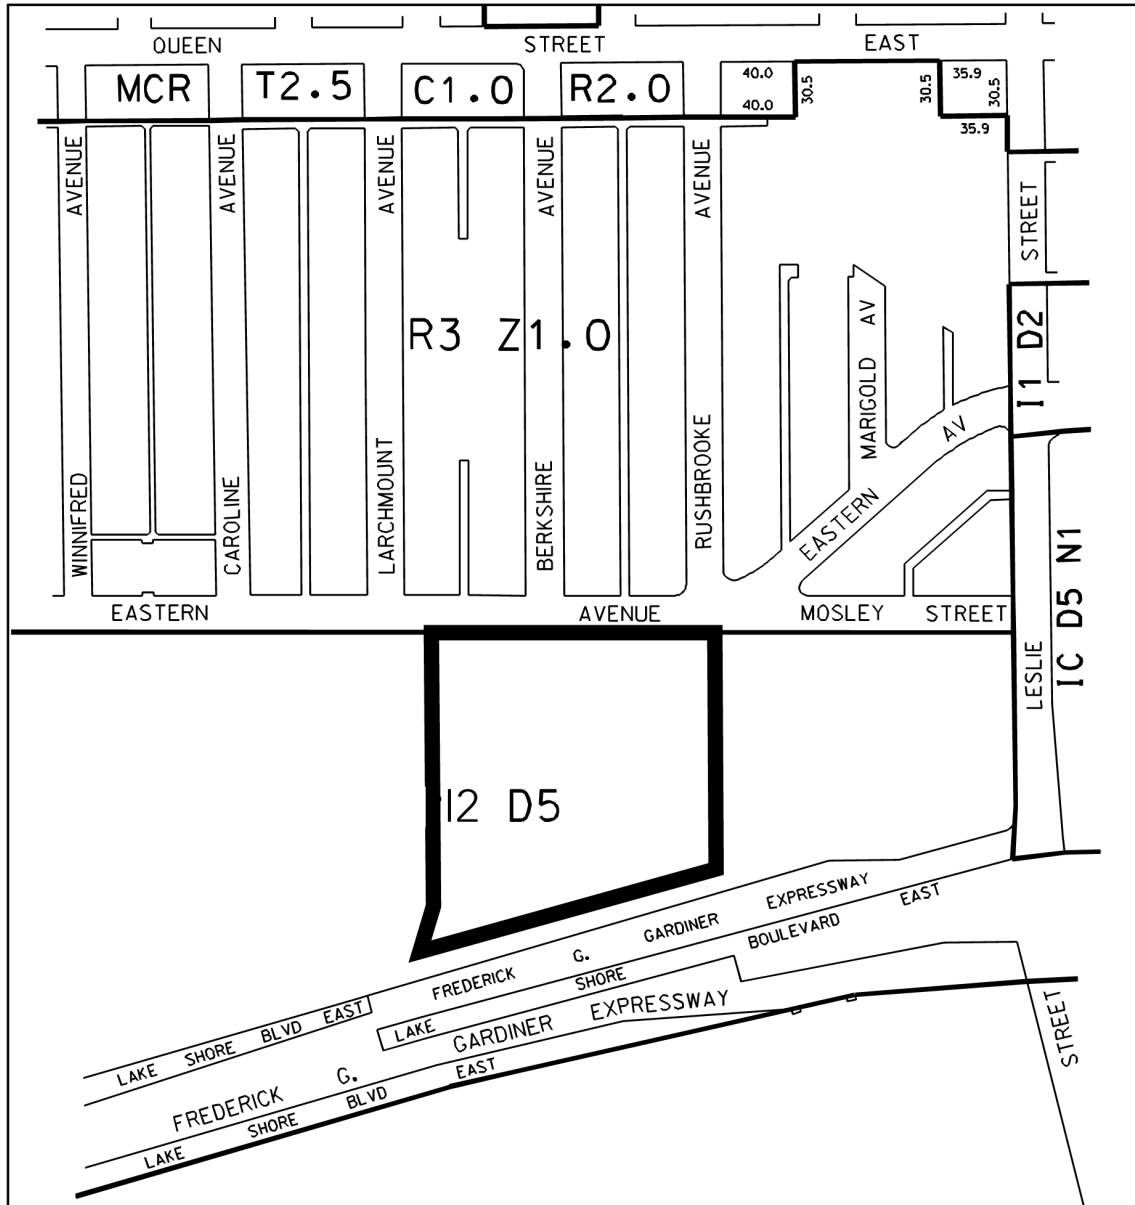 QUEEN STREET EAST
MCR T2.5 C1.0 R2.0
40.0
40.0
30.5
30.5
35.9
30.5
35.9
AVENUE
AVENUE
AVENUE
AVENUE
AVENUE
STREET
R3 Z1.0
I1 D2
MARIGOLD AV
WINNIFRED
CAROLINE
LARCHMOUNT
BERKSHIRE
RUSHBROOKE
EASTERN AV
IC D5 N1
EASTERN AVENUE
MOSLEY STREET
LESLIE
I2 D5
FREDERICK G. GARDINER EXPRESSWAY
LAKE SHORE BOULEVARD EAST
LAKE SHORE BLVD EAST
FREDERICK G. GARDINER EXPRESSWAY
LAKE SHORE BLVD EAST
STREET